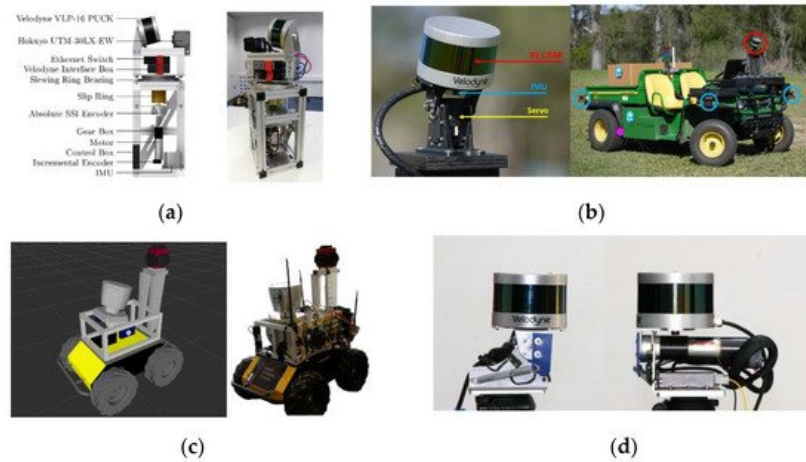 Velodyne VLP-16 PUCK
Hokuyo UTM-30LX-EW
Ethernet Switch
Velodyne Interface Box
Slewing Ring Bearing
Slip Ring
Absolute SSI Encoder
Gear Box
Motor
Control Box
Incremental Encoder
IMU
(a)
3D LiDAR
Velodyne
IMU
Servo
(b)
(c)
Velodyne
(d)